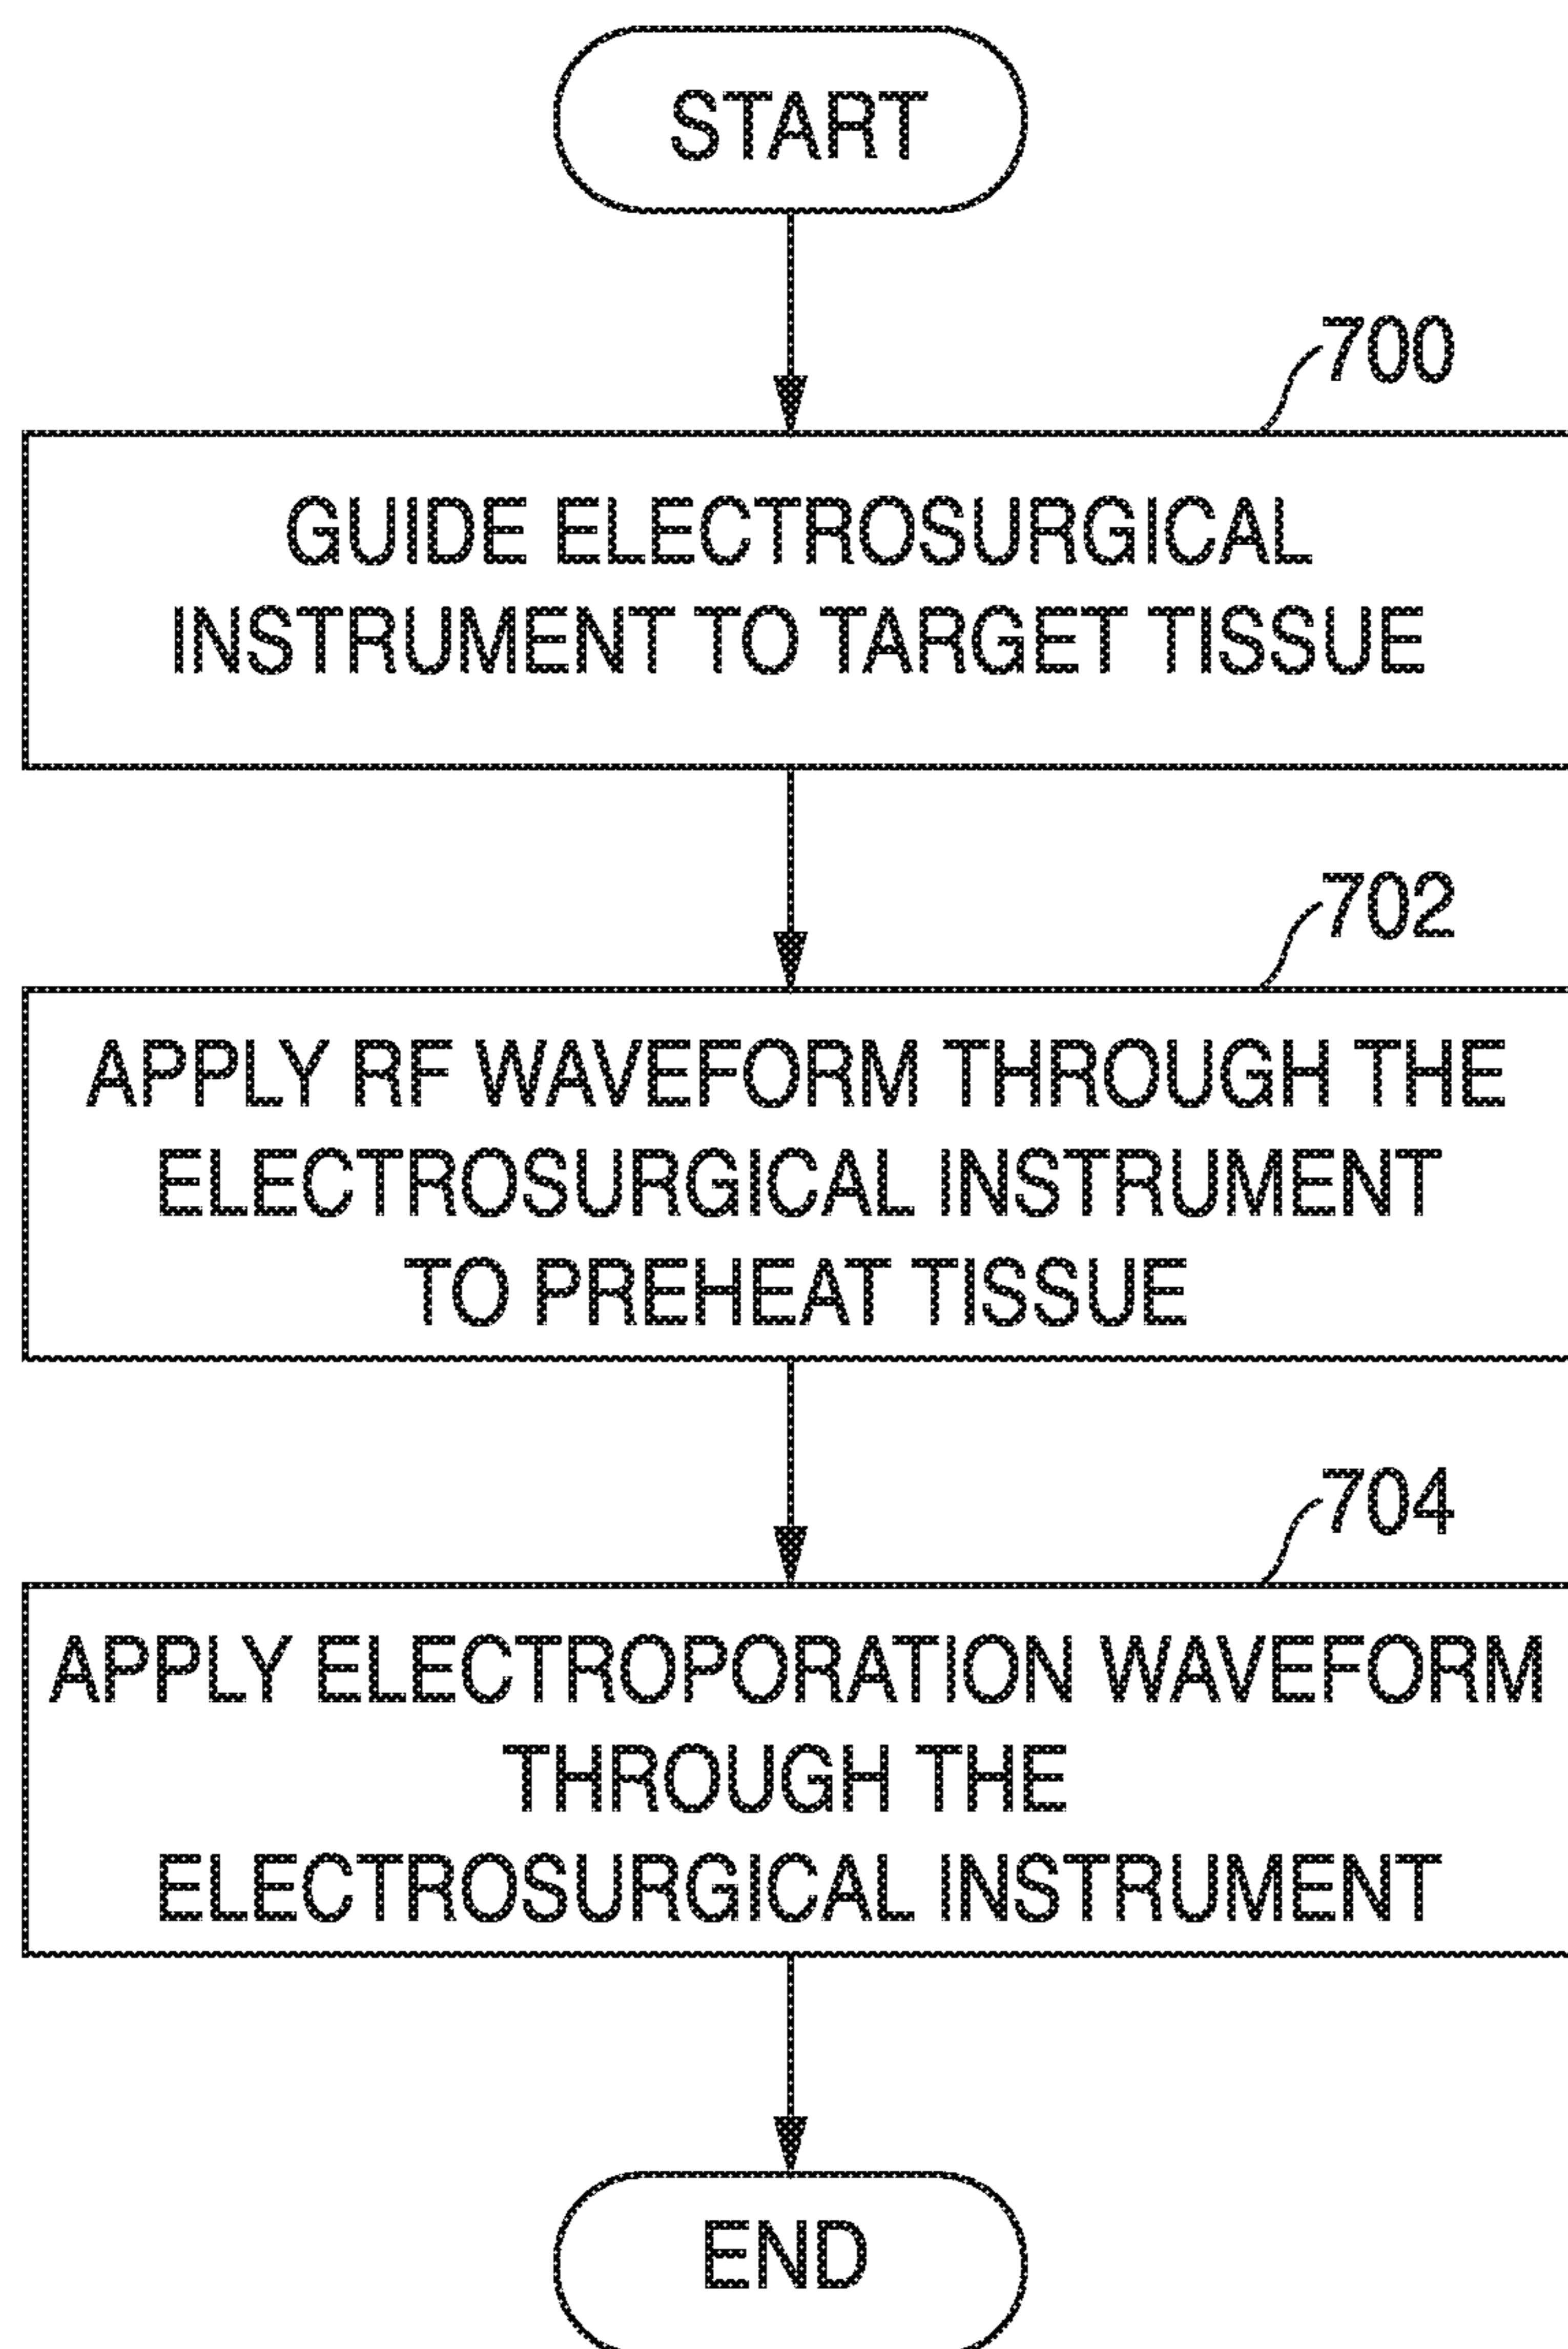 START
700
GUIDE ELECTROSURGICAL
INSTRUMENT TO TARGET TISSUE
702
APPLY RF WAVEFORM THROUGH THE
ELECTROSURGICAL INSTRUMENT
TO PREHEAT TISSUE
704
APPLY ELECTROPORATION WAVEFORM
THROUGH THE
ELECTROSURGICAL INSTRUMENT
END